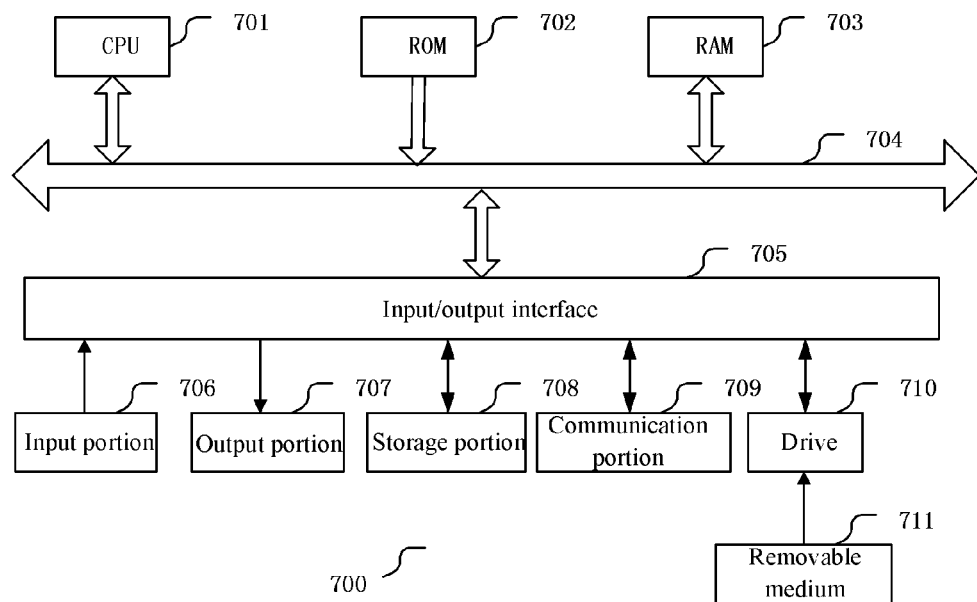 CPU
701
ROM
702
RAM
703
704
705
Input/output interface
706
707
708
709
710
Input portion
Output portion
Storage portion
Communication
portion
Drive
711
Removable
medium
700